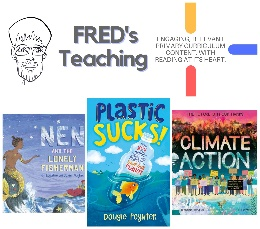 FRED's
Teaching
ENGAGING, RELEVANT
PRIMARY CURRICULUM
CONTENT, WITH
READING AT ITS HEART.
NEN
AND THE
LONELY
FISHERMAN
PLASTIC
SUCKS!
Dougie Poynter
CLIMATE
ACTION